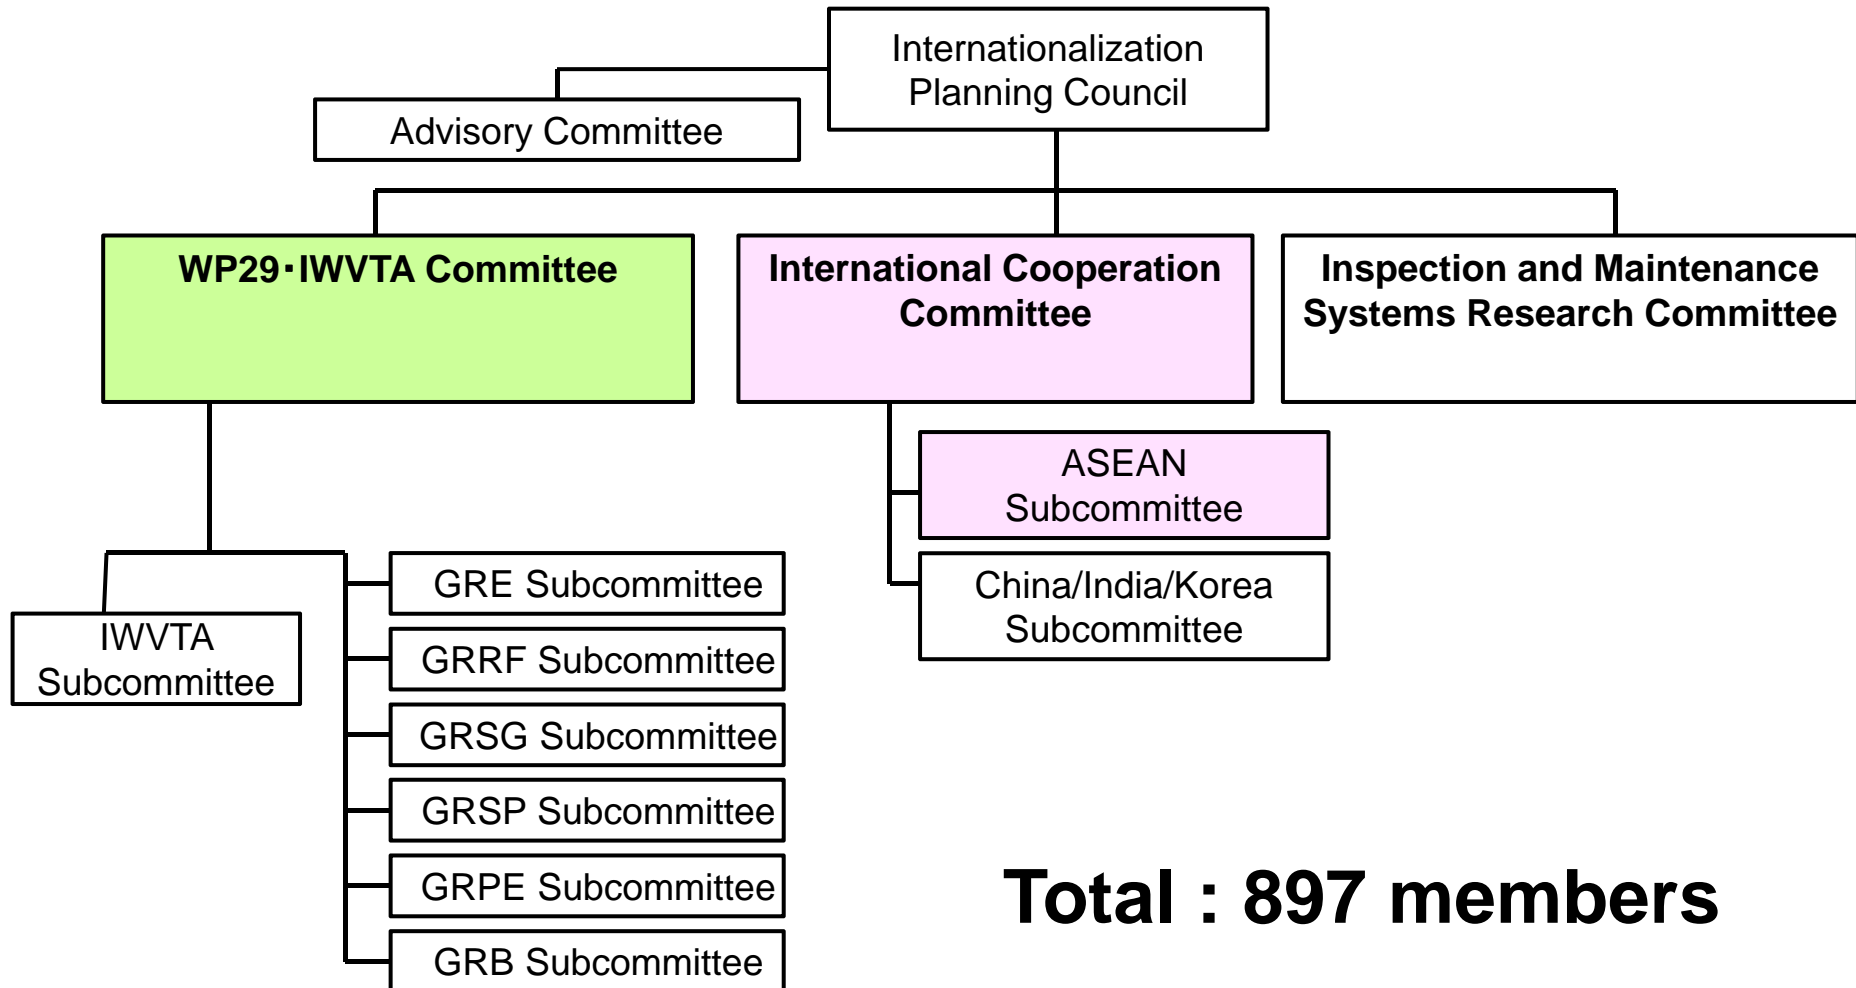 Internationalization
Planning Council
Advisory Committee
WP29･IWVTA Committee
International Cooperation
Committee
Inspection and Maintenance
Systems Research Committee
ASEAN
Subcommittee
China/India/Korea
Subcommittee
IWVTA
Subcommittee
GRE Subcommittee
GRRF Subcommittee
GRSG Subcommittee
GRSP Subcommittee
GRPE Subcommittee
GRB Subcommittee
Total : 897 members